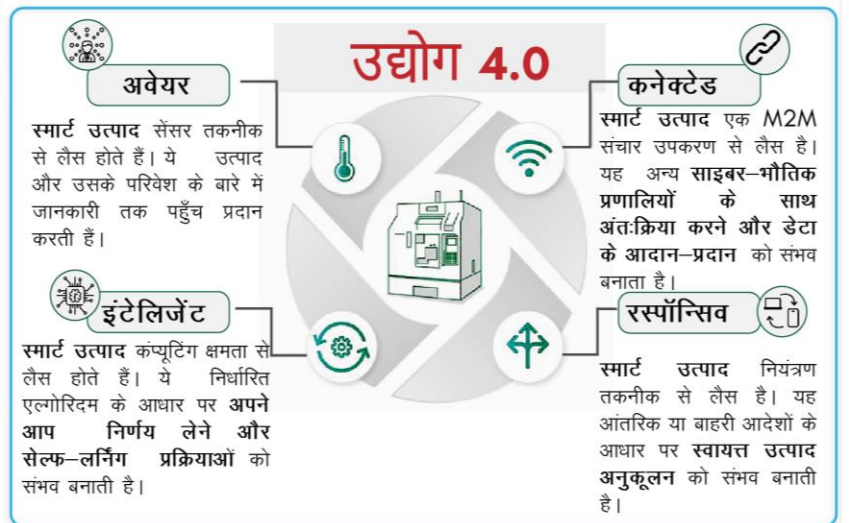 उद्योग 4.0
अवेयर
स्मार्ट उत्पाद सेंसर तकनीक
से लैस होते हैं। ये उत्पाद
और उसके परिवेश के बारे में
जानकारी तक पहुँच प्रदान
करती हैं।
कनेक्टेड
स्मार्ट उत्पाद एक M2M
संचार उपकरण से लैस है।
यह अन्य साइबर–भौतिक
प्रणालियों के साथ
अंतःक्रिया करने और डेटा
के आदान–प्रदान को संभव
बनाता है।
इंटेलिजेंट
स्मार्ट उत्पाद कंप्यूटिंग क्षमता से
लैस होते हैं। ये निर्धारित
एल्गोरिदम के आधार पर अपने
आप निर्णय लेने और
सेल्फ–लर्निंग प्रक्रियाओं को
संभव बनाती है।
रस्पॉन्सिव
स्मार्ट उत्पाद नियंत्रण
तकनीक से लैस है। यह
आंतरिक या बाहरी आदेशों के
आधार पर स्वायत्त उत्पाद
अनुकूलन को संभव बनाती
है।